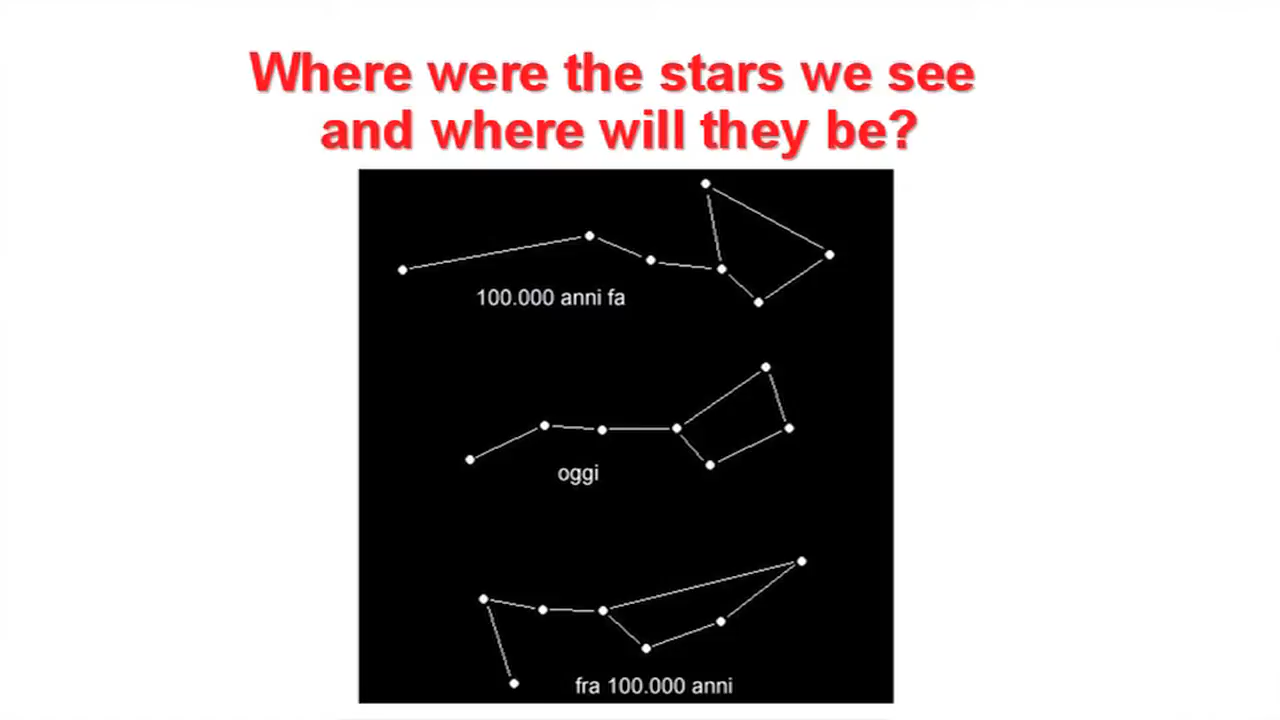 Where were the stars we see
and where will they be?
100.000 anni fa
oggi
fra 100.000 anni